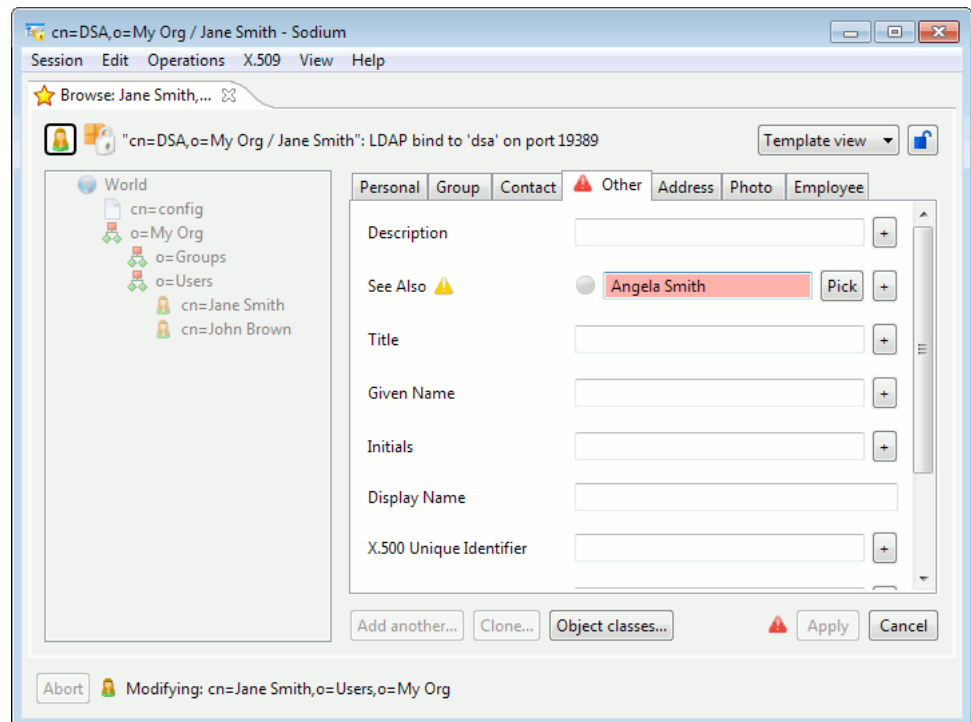 cn=DSA,o=My Org / Jane Smith - Sodium
Session Edit Operations X.509 View Help
Browse: Jane Smith,...
"cn=DSA,o=My Org / Jane Smith": LDAP bind to 'dsa' on port 19389
Template view
World
cn=config
o=My Org
o=Groups
o=Users
cn=Jane Smith
cn=John Brown
Personal Group Contact Other Address Photo Employee
Description +
See Also Angela Smith Pick +
Title +
Given Name +
Initials +
Display Name
X.500 Unique Identifier +
Add another... Clone... Object classes... Apply Cancel
Abort Modifying: cn=Jane Smith,o=Users,o=My Org